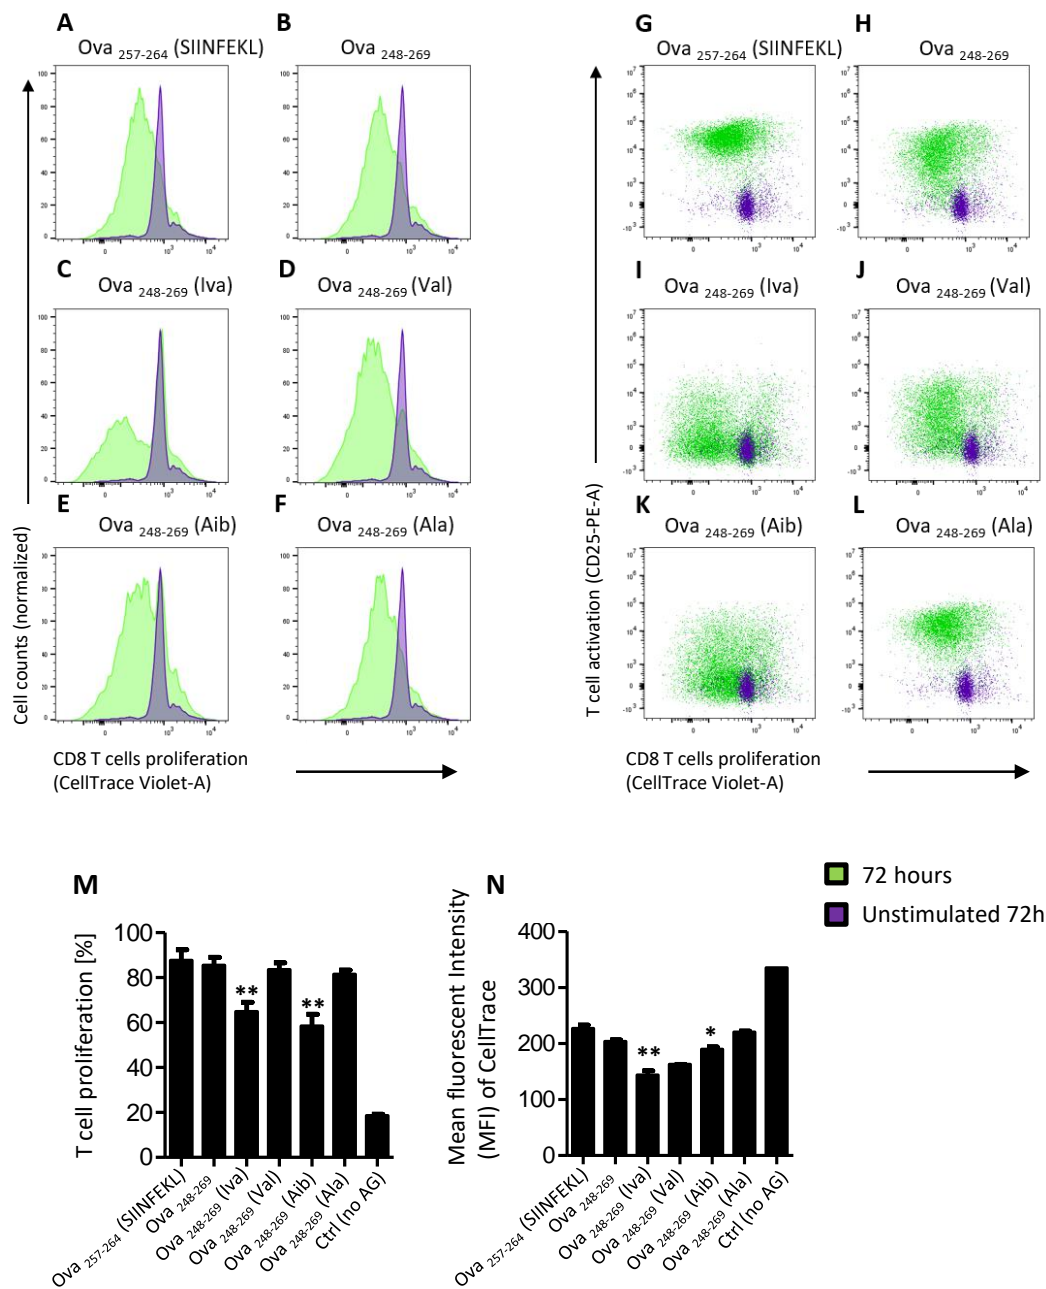 A
Ova 257-264 (SIINFEKL)
B
Ova 248-269
C
Ova 248-269 (Iva)
D
Ova 248-269 (Val)
E
Ova 248-269 (Aib)
F
Ova 248-269 (Ala)
Cell counts (normalized)
CD8 T cells proliferation
(CellTrace Violet-A)
G
Ova 257-264 (SIINFEKL)
H
Ova 248-269
I
Ova 248-269 (Iva)
J
Ova 248-269 (Val)
K
Ova 248-269 (Aib)
L
Ova 248-269 (Ala)
T cell activation (CD25-PE-A)
CD8 T cells proliferation
(CellTrace Violet-A)
72 hours
Unstimulated 72h
M
T cell proliferation [%]
100
80
60
40
20
0
**
**
Ova 257-264 (SIINFEKL)
Ova 248-269
Ova 248-269 (Iva)
Ova 248-269 (Val)
Ova 248-269 (Aib)
Ova 248-269 (Ala)
Ctrl (no AG)
N
Mean fluorescent Intensity
(MFI) of CellTrace
400
300
200
100
0
**
*
Ova 257-264 (SIINFEKL)
Ova 248-269
Ova 248-269 (Iva)
Ova 248-269 (Val)
Ova 248-269 (Aib)
Ova 248-269 (Ala)
Ctrl (no AG)